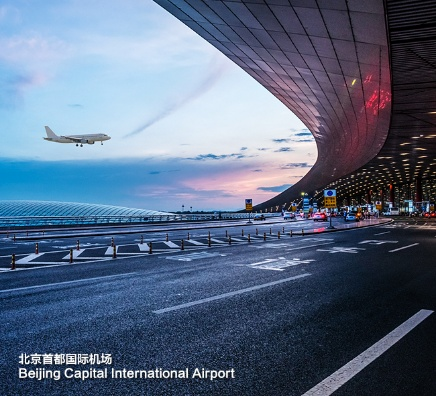 北京首都国际机场
Beijing Capital International Airport